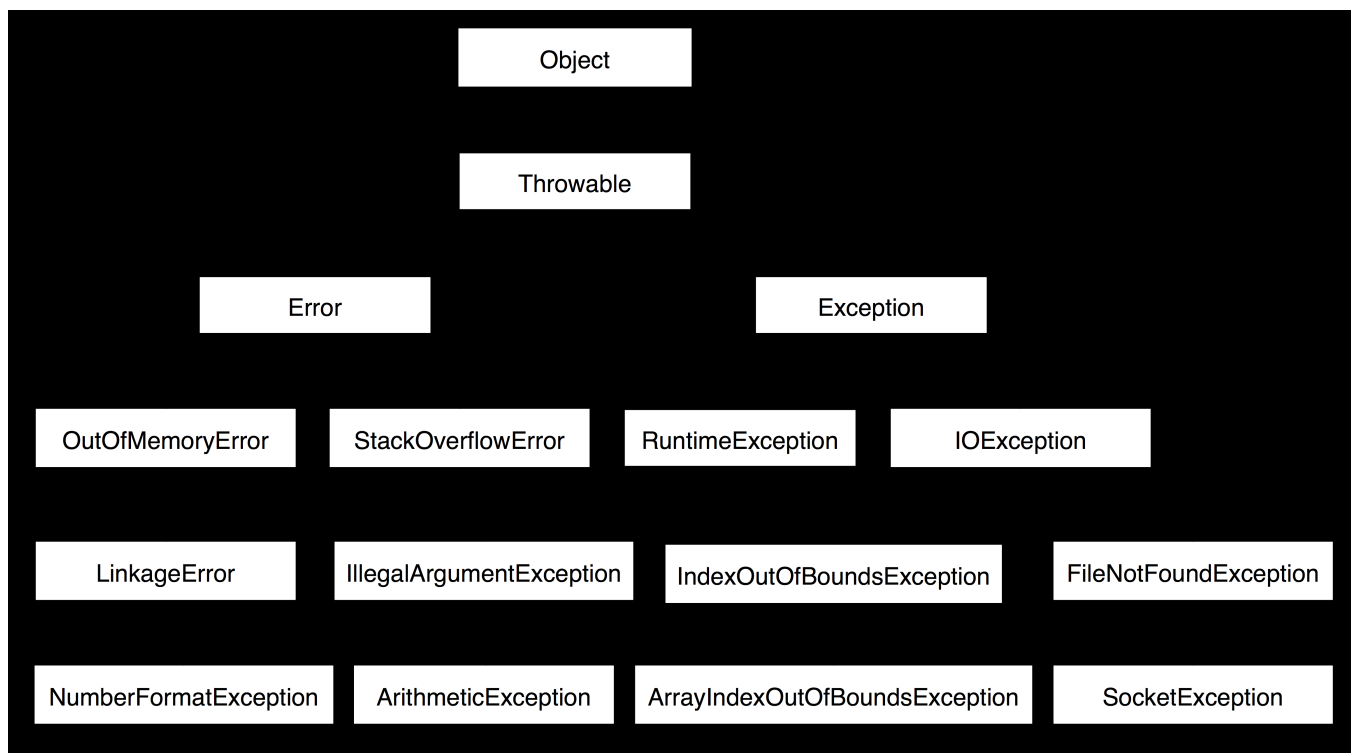 Object
Throwable
Error
Exception
OutOfMemoryError
StackOverflowError
RuntimeException
IOException
LinkageError
IllegalArgumentException
IndexOutOfBoundsException
FileNotFoundException
NumberFormatException
ArithmeticException
ArrayIndexOutOfBoundsException
SocketException